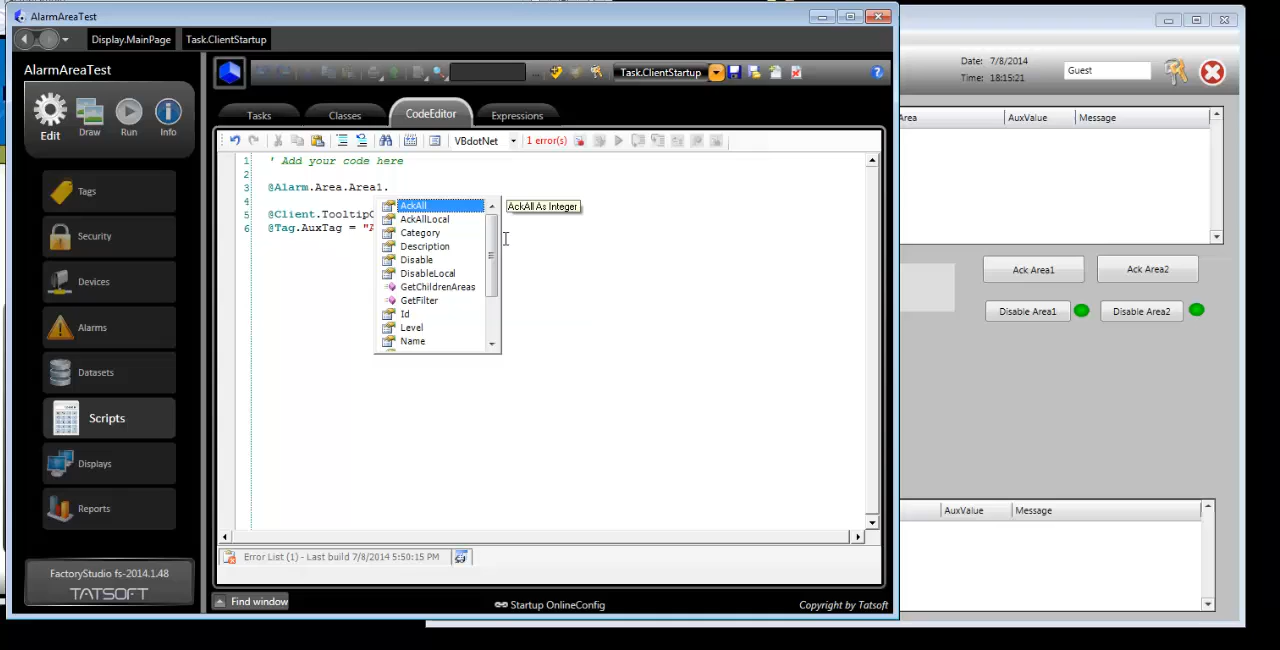 AlarmAreaTest
Display.MainPage
Task.ClientStartup
AlarmAreaTest
Edit
Draw
Run
Info
Tags
Security
Devices
Alarms
Datasets
Scripts
Displays
Reports
FactoryStudio fs-2014.1.48
TATSOFT
Task.ClientStartup
Tasks
Classes
CodeEditor
Expressions
VBdotNet
1 error(s)
1 ' Add your code here
2
3 @Alarm.Area.Area1.
4
5 @Client.TooltipC
6 @Tag.AuxTag = "A
AckAll
AckAllLocal
Category
Description
Disable
DisableLocal
GetChildrenAreas
GetFilter
Id
Level
Name
AckAll As Integer
Error List (1) - Last build 7/8/2014 5:50:15 PM
Find window
Startup OnlineConfig
Copyright by Tatsoft
Date: 7/8/2014
Time: 18:15:21
Guest
Area
AuxValue
Message
Ack Area1
Ack Area2
Disable Area1
Disable Area2
AuxValue
Message